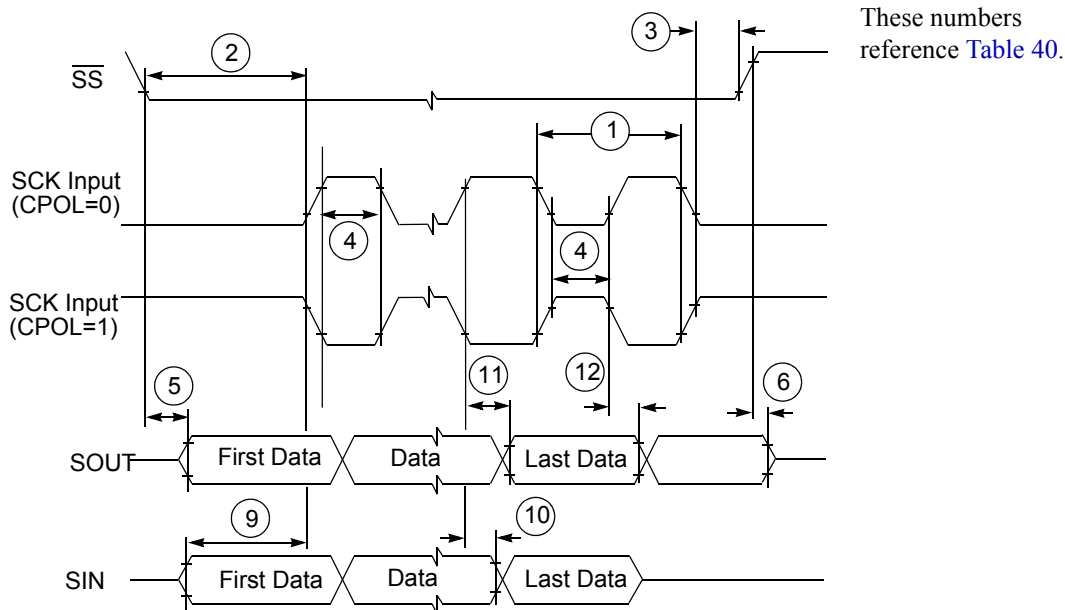 These numbers
reference Table 40.
3
2
SS
1
SCK Input
(CPOL=0)
4
4
SCK Input
(CPOL=1)
5
11
12
6
SOUT
First Data
Data
Last Data
9
10
SIN
First Data
Data
Last Data